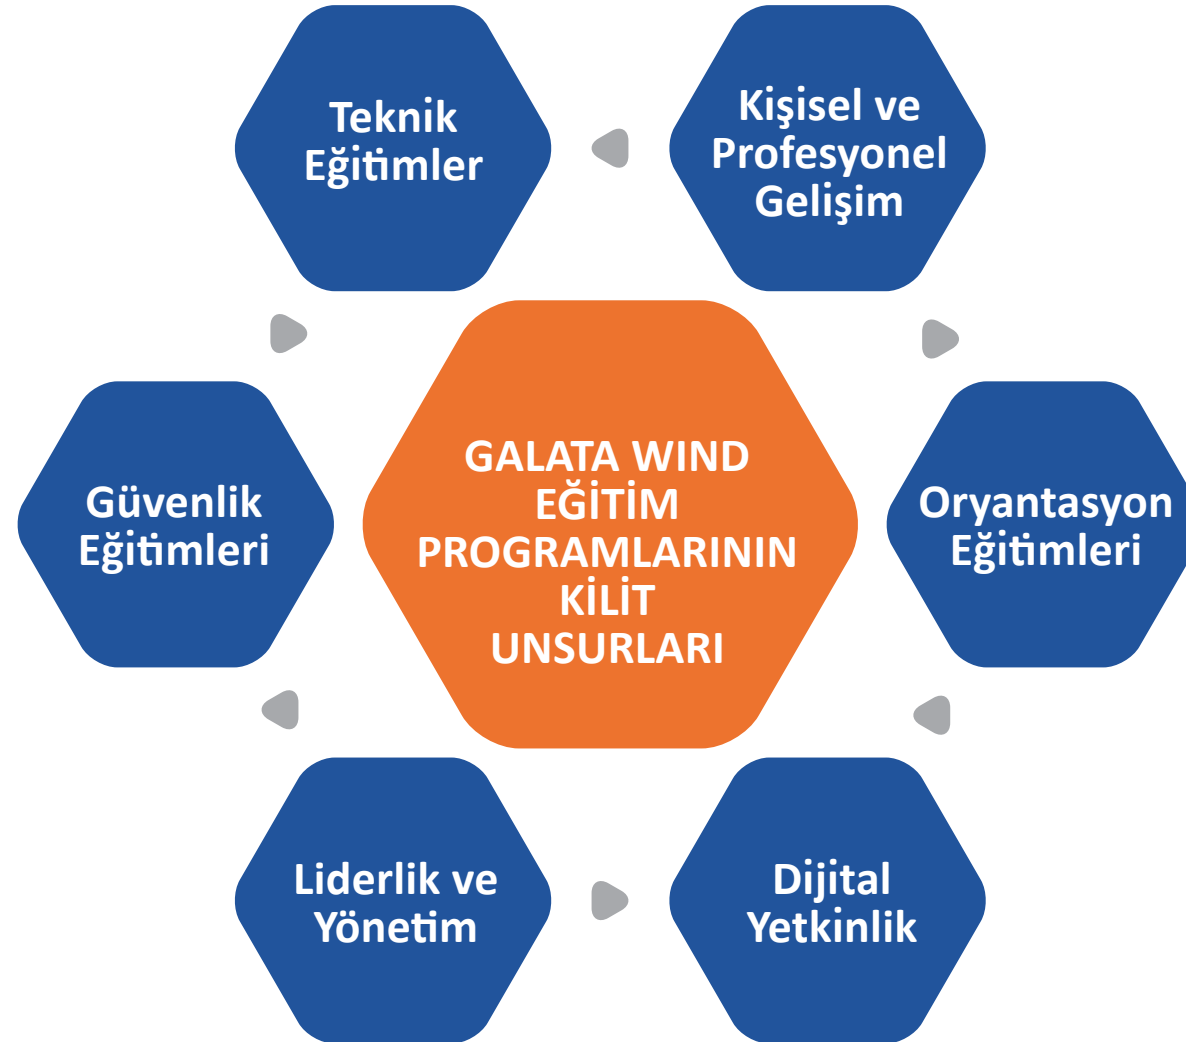 Teknik
Eğitimler
Kişisel ve
Profesyonel
Gelişim
Güvenlik
Eğitimleri
GALATA WIND
EĞİTİM
PROGRAMLARININ
KİLİT
UNSURLARI
Oryantasyon
Eğitimleri
Liderlik ve
Yönetim
Dijital
Yetkinlik